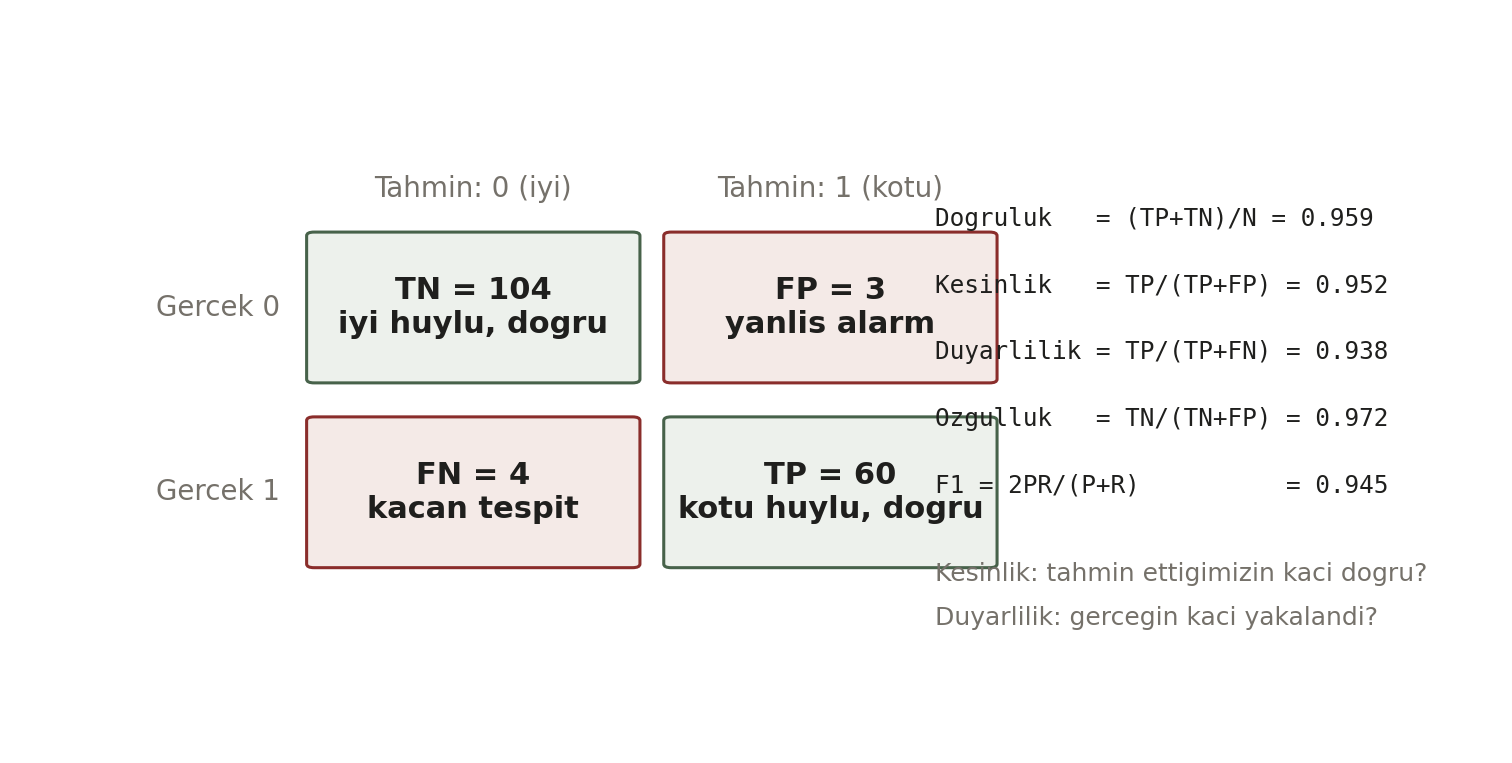 Tahmin: 0 (iyi)
Tahmin: 1 (kotu)
Gercek 0
TN = 104
iyi huylu, dogru
FP = 3
yanlis alarm
Gercek 1
FN = 4
kacan tespit
TP = 60
kotu huylu, dogru
Dogruluk   = (TP+TN)/N = 0.959
Kesinlik   = TP/(TP+FP) = 0.952
Duyarlilik = TP/(TP+FN) = 0.938
Ozgulluk   = TN/(TN+FP) = 0.972
F1 = 2PR/(P+R)          = 0.945
Kesinlik: tahmin ettigimizin kaci dogru?
Duyarlilik: gercegin kaci yakalandi?